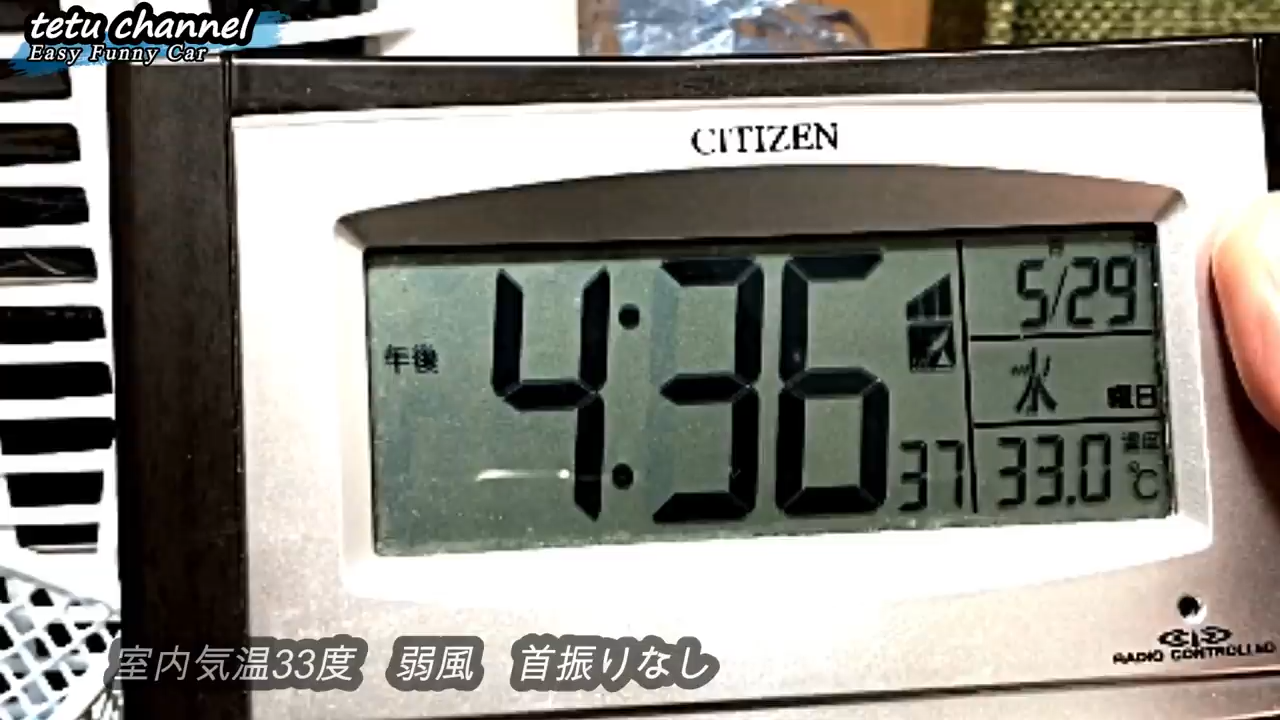 tetu channel
Easy Funny Car
CITIZEN
午後
4:36
37
5/29
水
曜日
温度
33.0
℃
RADIO CONTROLLED
室内気温33度 弱風 首振りなし